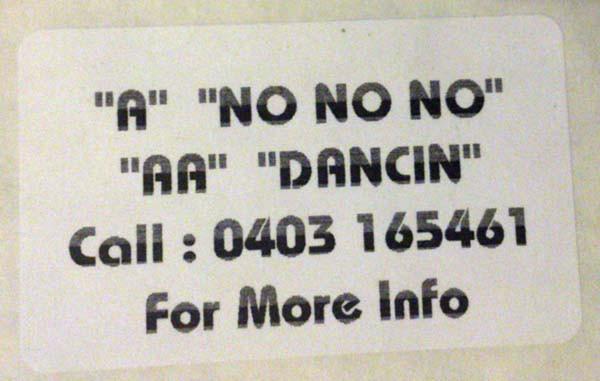 "A" "NO NO NO"
"AA" "DANCIN"
Call : 0403 165461
For More Info